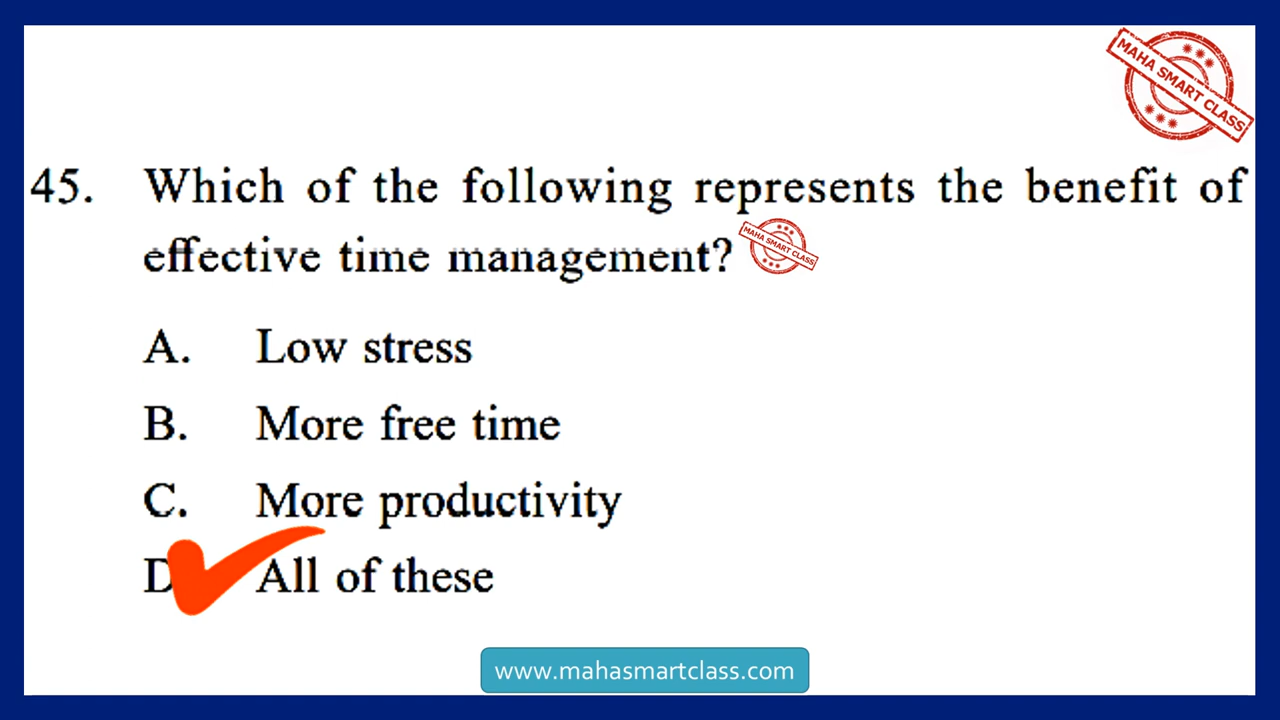 MAHA SMART CLASS
45. Which of the following represents the benefit of
effective time management?
MAHA SMART CLASS
A. Low stress
B. More free time
C. More productivity
D All of these
www.mahasmartclass.com